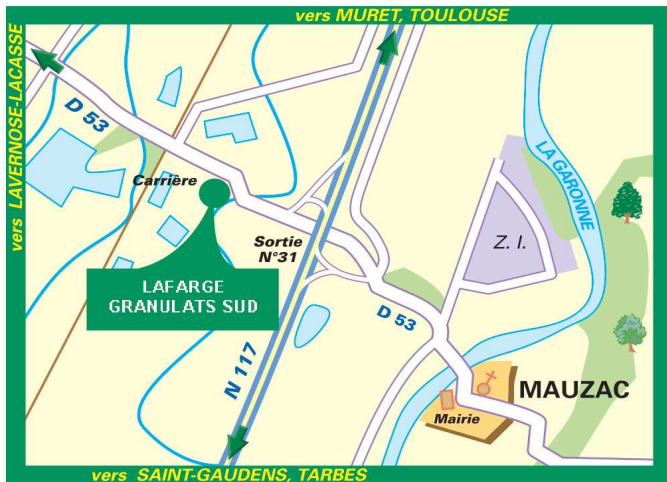 vers MURET, TOULOUSE
vers LAVERNOSE-LACASSE
D 53
Carrière
LA GARONNE
Sortie
N°31
Z. I.
LAFARGE
GRANULATS SUD
D 53
N 117
MAUZAC
Mairie
vers SAINT-GAUDENS, TARBES